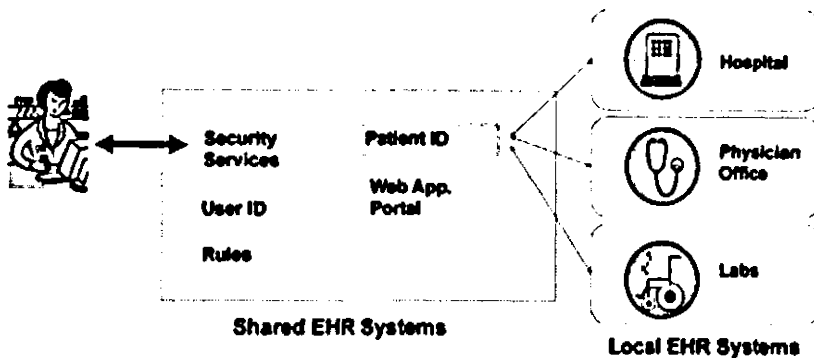 Security
Services
User ID
Rules
Patient ID
Web App.
Portal
Shared EHR Systems
Hospital
Physician
Office
Labs
Local EHR Systems